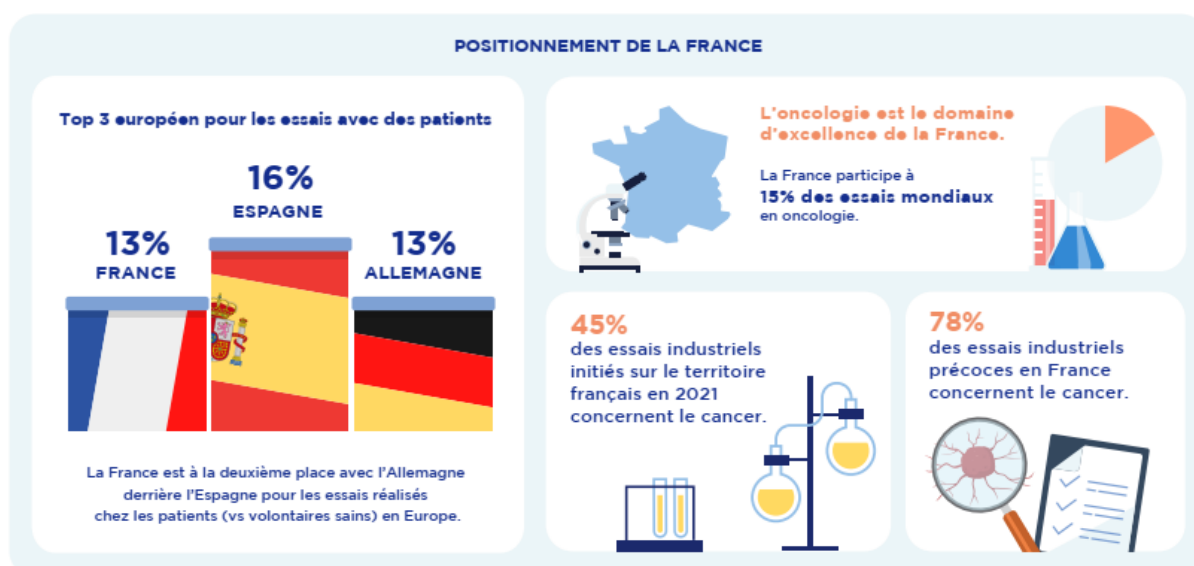 POSITIONNEMENT DE LA FRANCE
Top 3 européen pour les essais avec des patients
16%
ESPAGNE
13%
FRANCE
13%
ALLEMAGNE
La France est à la deuxième place avec l'Allemagne
derrière l'Espagne pour les essais réalisés
chez les patients (vs volontaires sains) en Europe.
L'oncologie est le domaine
d'excellence de la France.
La France participe à
15% des essais mondiaux
en oncologie.
45%
des essais industriels
initiés sur le territoire
français en 2021
concernent le cancer.
78%
des essais industriels
précoces en France
concernent le cancer.